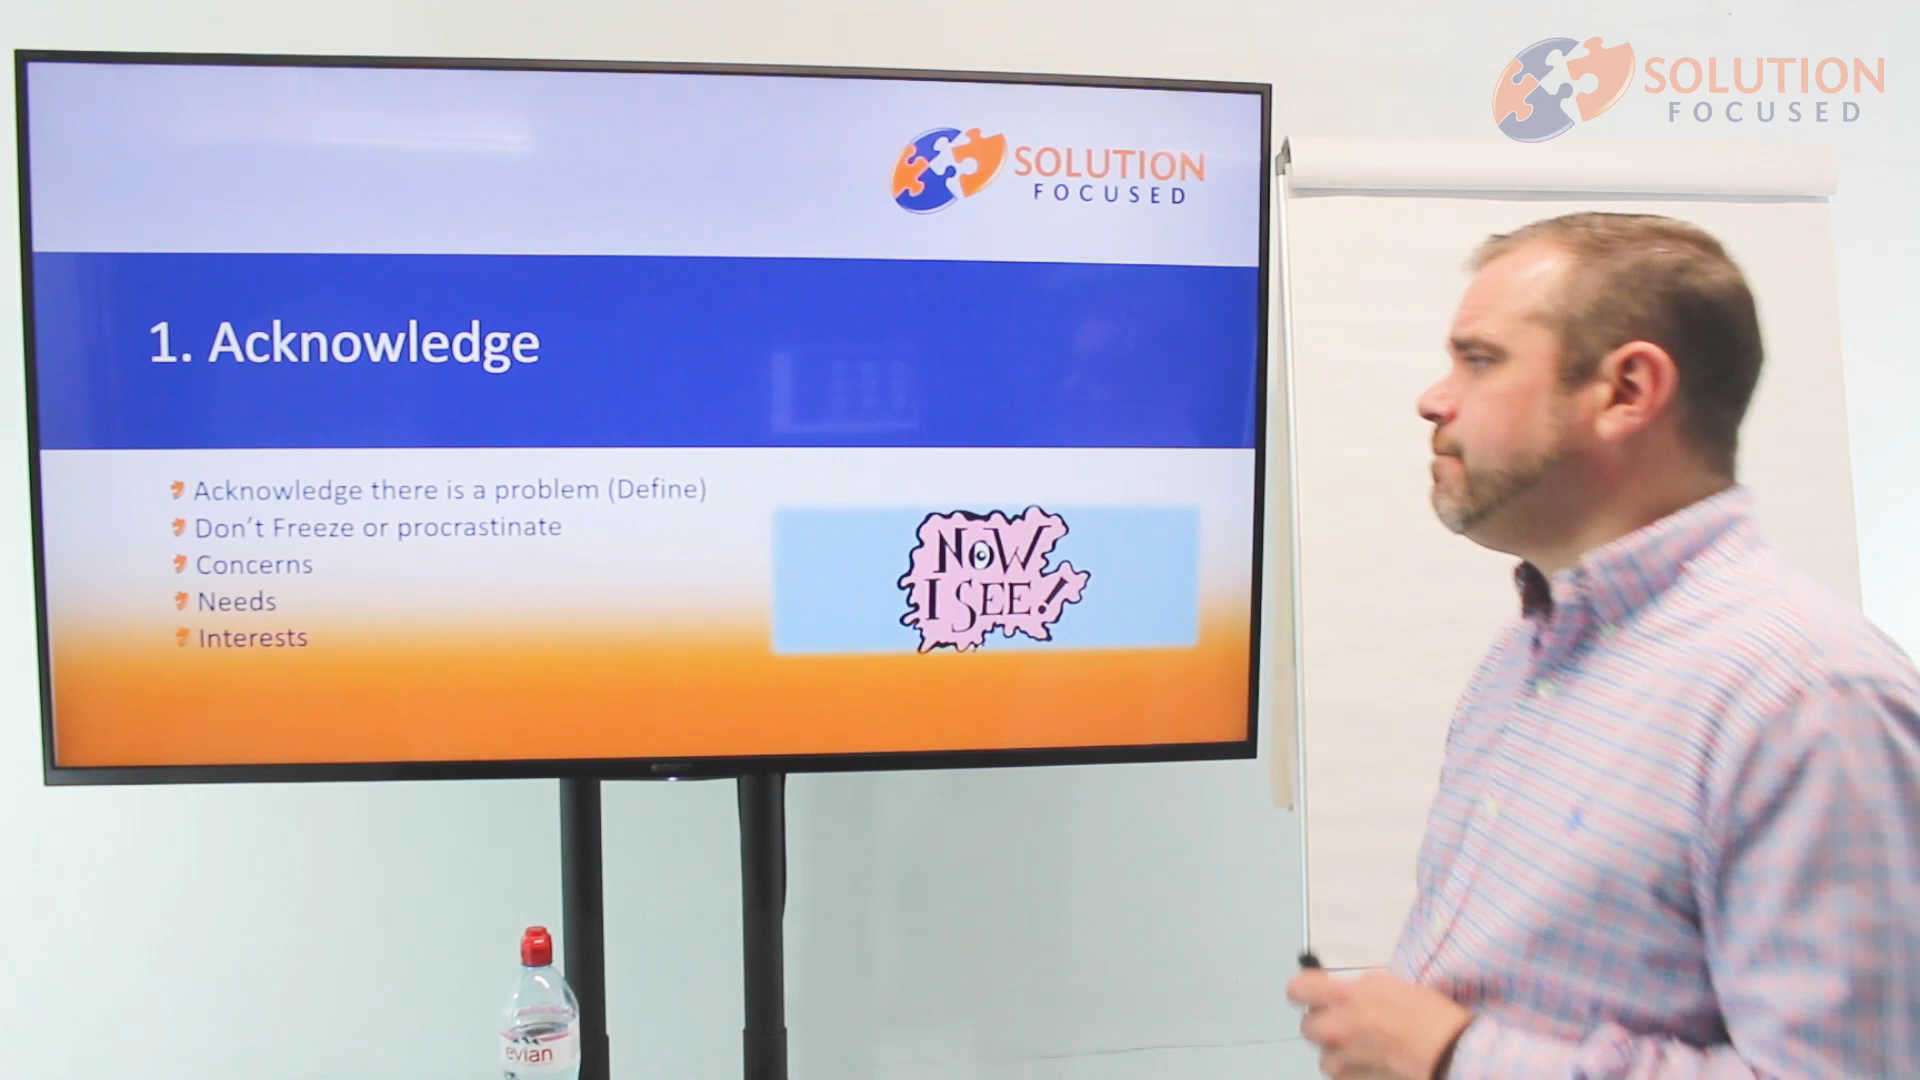 SOLUTION
FOCUSED
SOLUTION
FOCUSED
1. Acknowledge
Acknowledge there is a problem (Define)
Don't Freeze or procrastinate
Concerns
Needs
Interests
NOW
I SEE!
evian